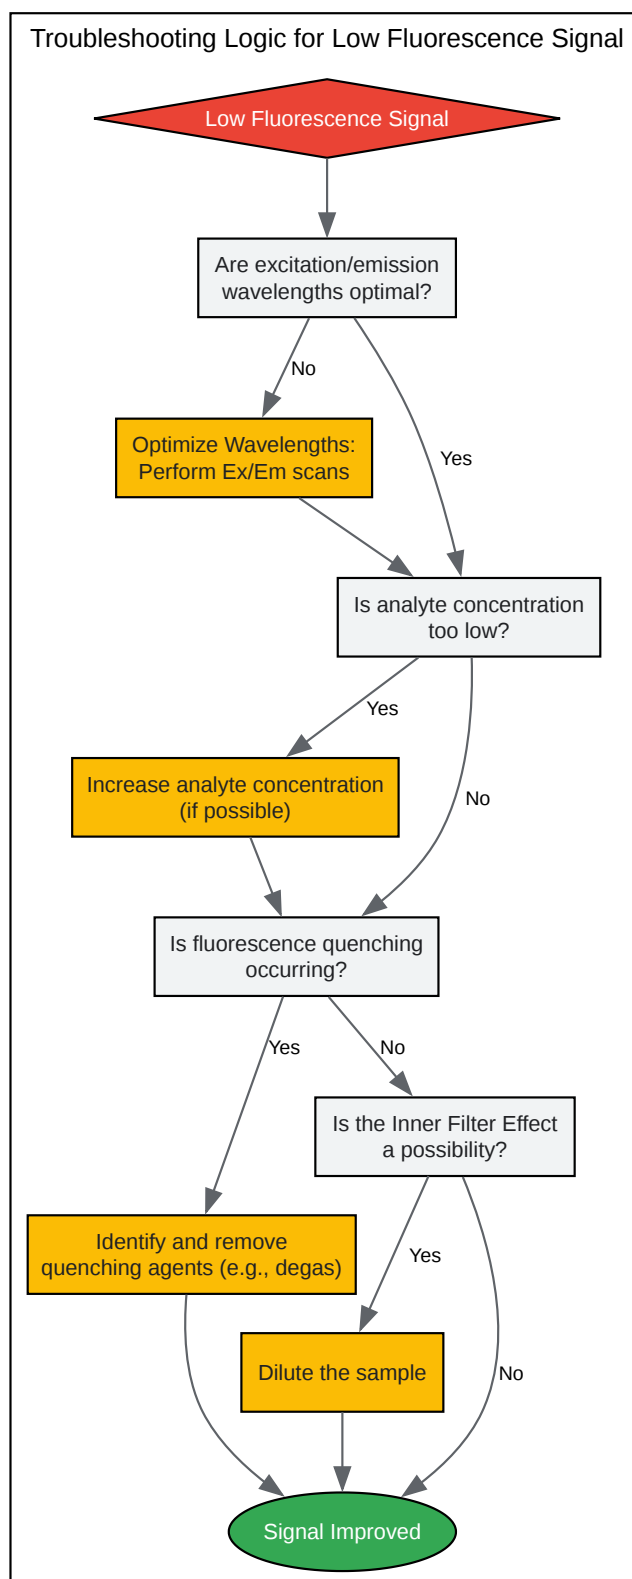 Troubleshooting Logic for Low Fluorescence Signal
Low Fluorescence Signal
Are excitation/emission
wavelengths optimal?
No
Optimize Wavelengths:
Perform Ex/Em scans
Yes
Is analyte concentration
too low?
Yes
Increase analyte concentration
(if possible)
No
Is fluorescence quenching
occurring?
Yes
No
Is the Inner Filter Effect
a possibility?
Identify and remove
quenching agents (e.g., degas)
Yes
Dilute the sample
No
Signal Improved